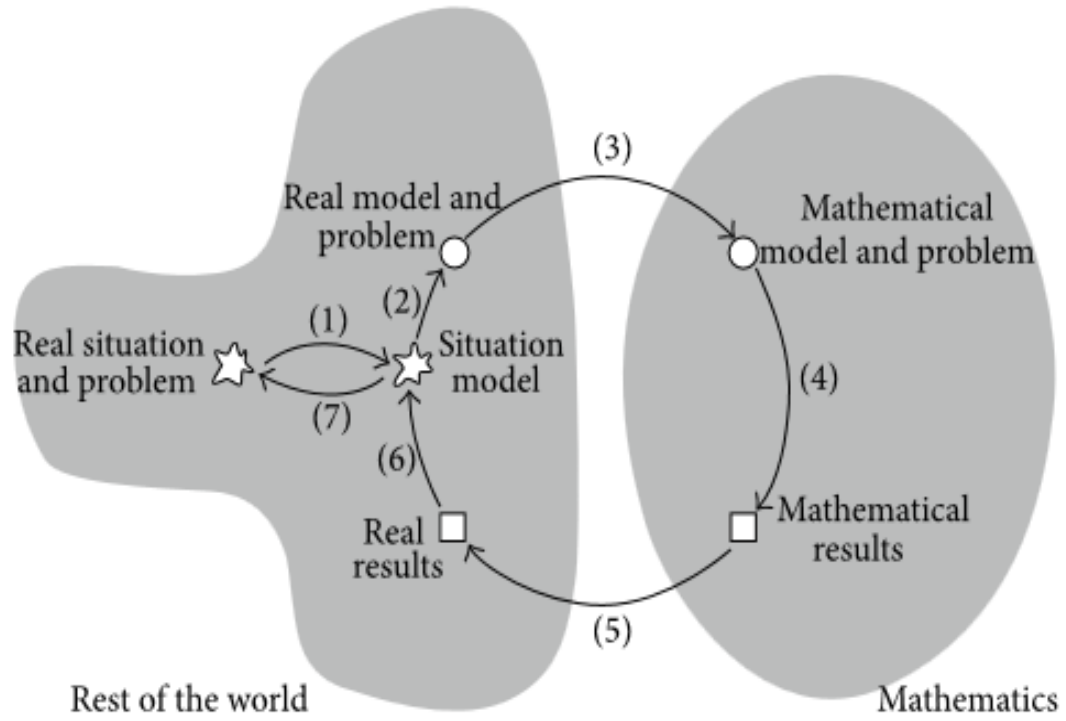 (3)
Real model and
problem
Mathematical
model and problem
(2)
(1)
Real situation
and problem
Situation
model
(4)
(7)
(6)
Real
results
Mathematical
results
(5)
Rest of the world
Mathematics